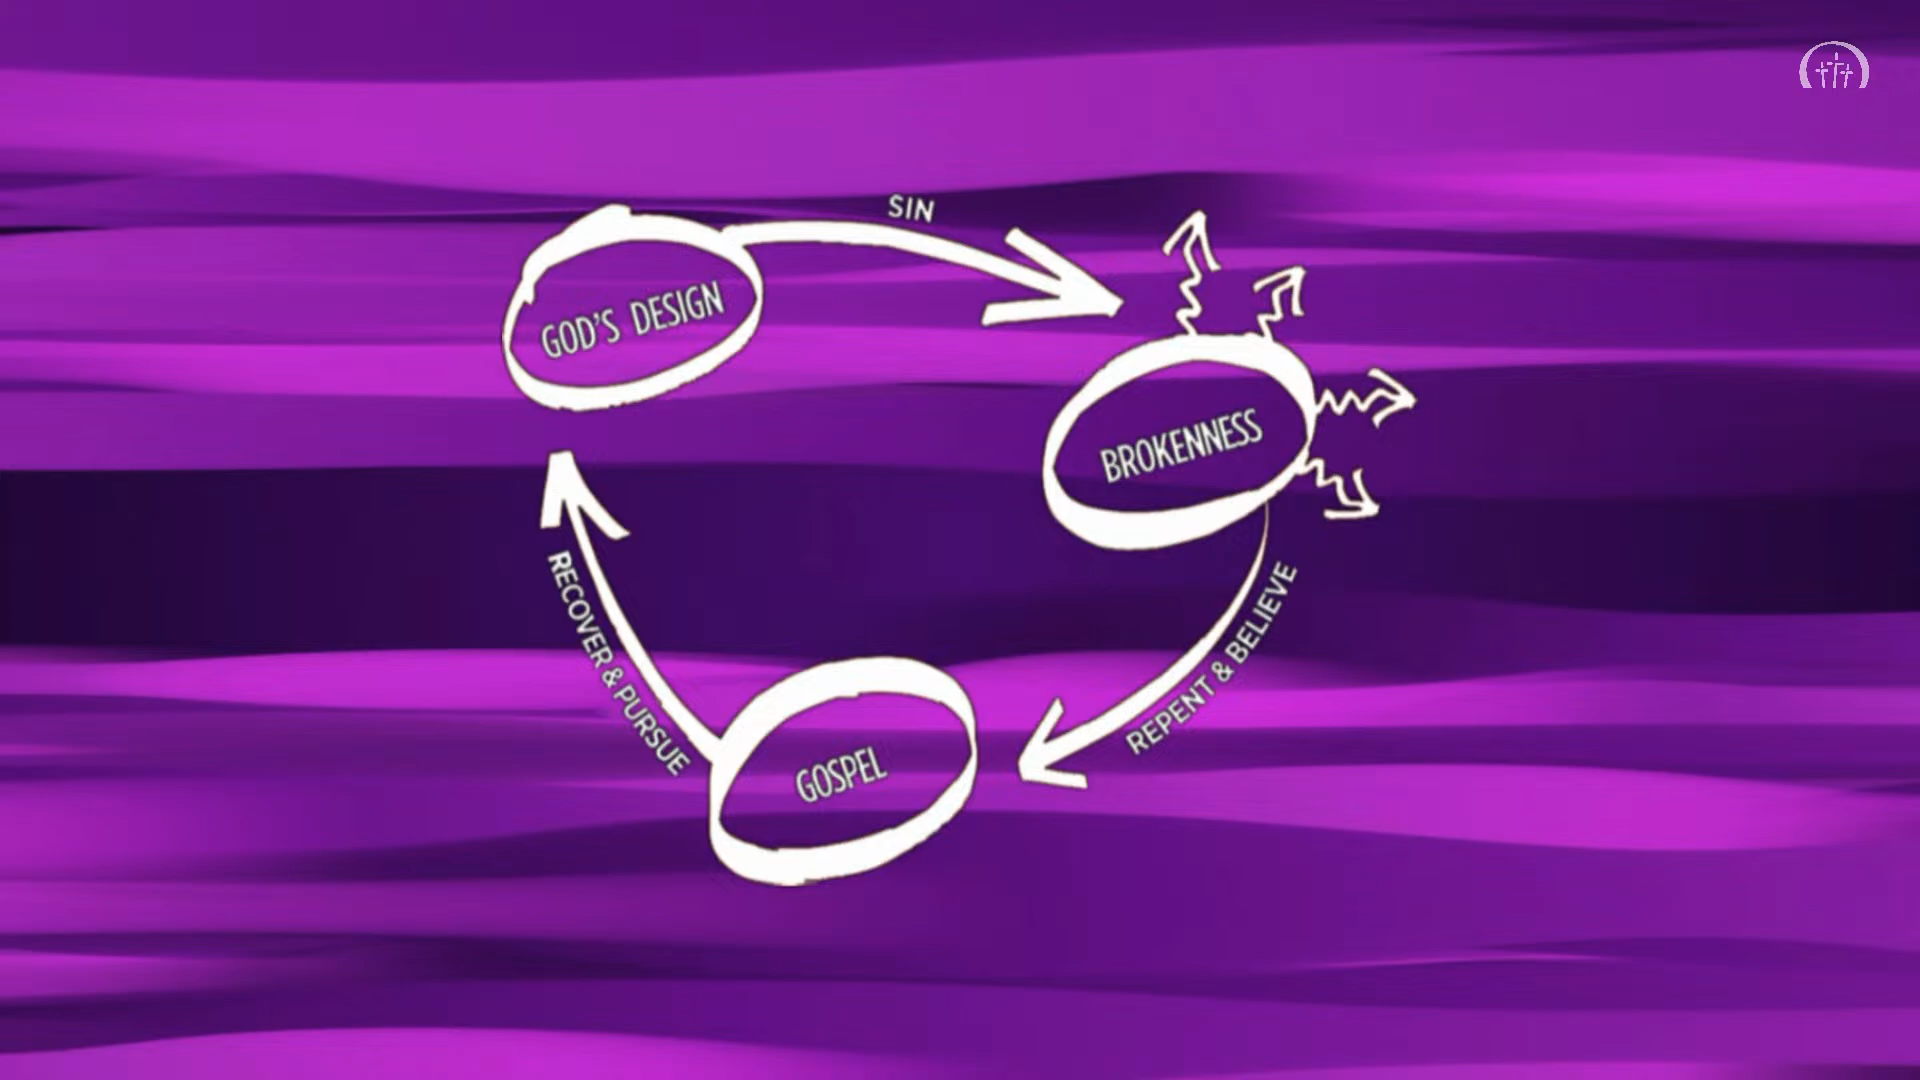 SIN
GOD'S DESIGN
BROKENNESS
REPENT & BELIEVE
RECOVER & PURSUE
GOSPEL